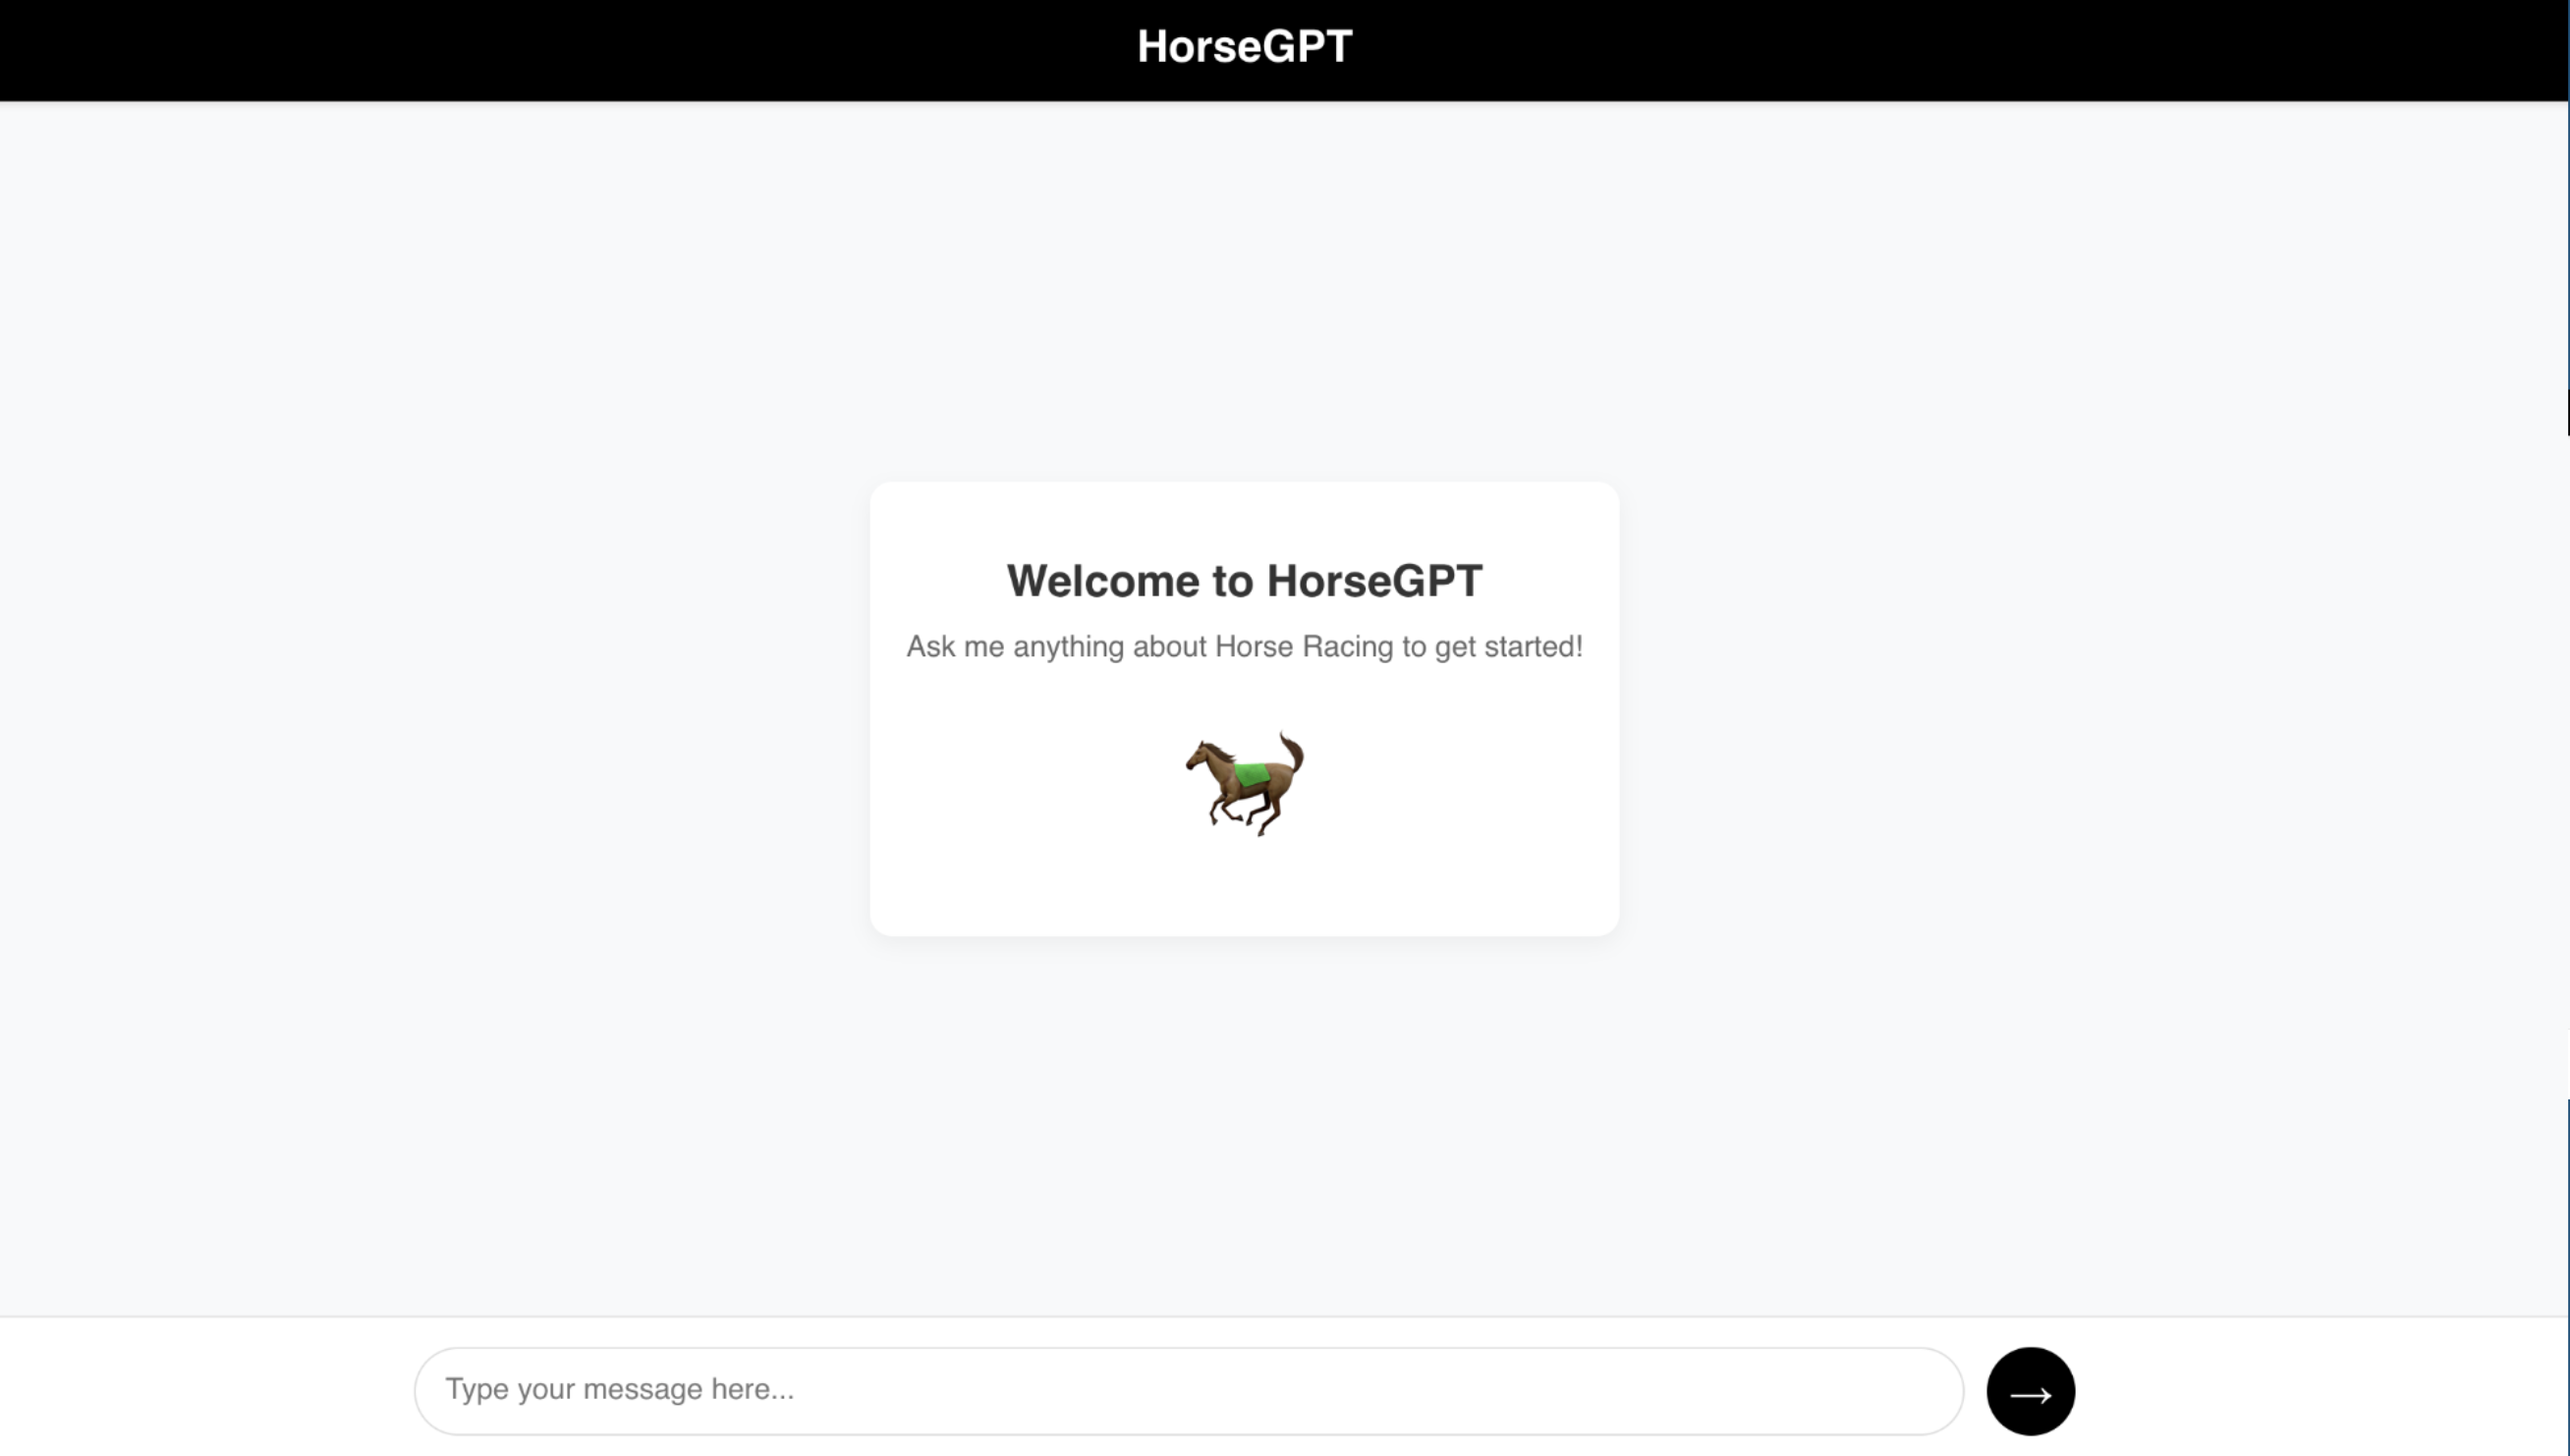 HorseGPT
Welcome to HorseGPT
Ask me anything about Horse Racing to get started!
Type your message here...
→